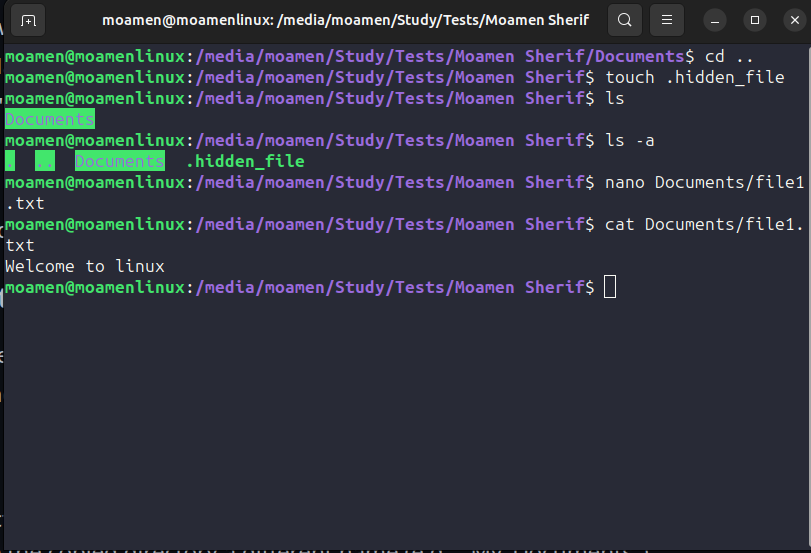 moamen@moamenlinux: /media/moamen/Study/Tests/Moamen Sherif
moamen@moamenlinux:/media/moamen/Study/Tests/Moamen Sherif/Documents$ cd ..
moamen@moamenlinux:/media/moamen/Study/Tests/Moamen Sherif$ touch .hidden_file
moamen@moamenlinux:/media/moamen/Study/Tests/Moamen Sherif$ ls
Documents
moamen@moamenlinux:/media/moamen/Study/Tests/Moamen Sherif$ ls -a
.  ..  Documents  .hidden_file
moamen@moamenlinux:/media/moamen/Study/Tests/Moamen Sherif$ nano Documents/file1
.txt
moamen@moamenlinux:/media/moamen/Study/Tests/Moamen Sherif$ cat Documents/file1.
txt
Welcome to linux
moamen@moamenlinux:/media/moamen/Study/Tests/Moamen Sherif$